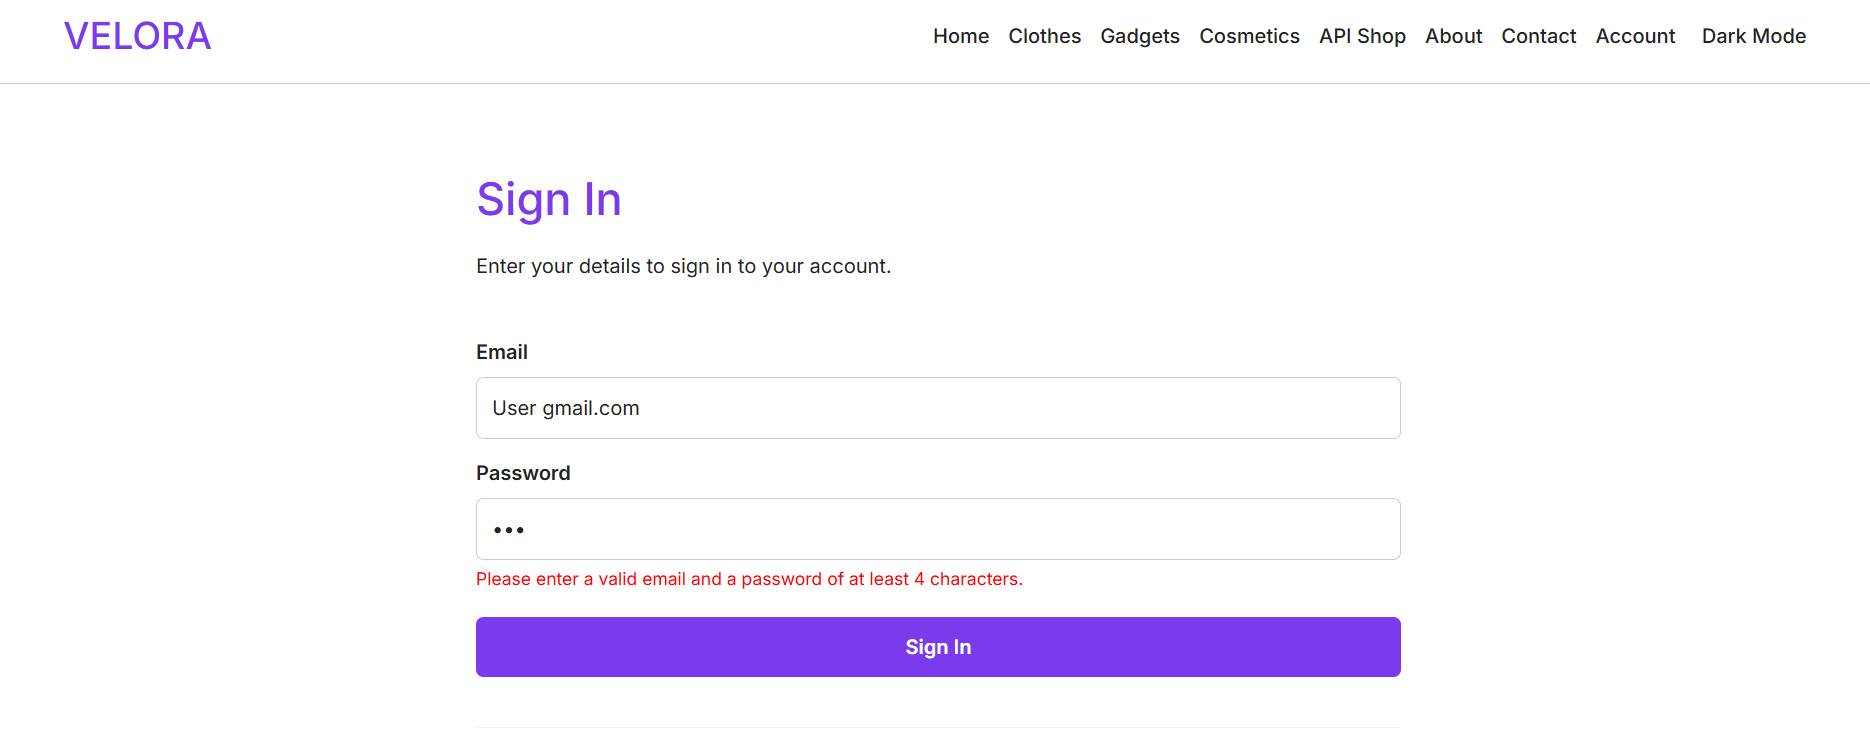 VELORA
Home Clothes Gadgets Cosmetics API Shop About Contact Account Dark Mode
Sign In
Enter your details to sign in to your account.
Email
User gmail.com
Password
•••
Please enter a valid email and a password of at least 4 characters.
Sign In